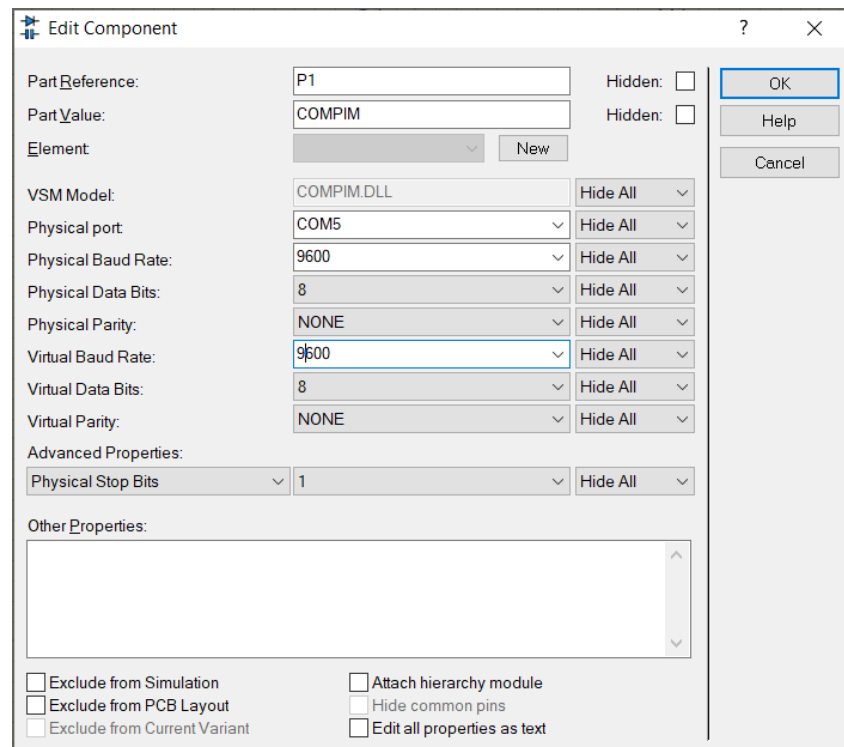 Edit Component ?
Part Reference: P1 Hidden: OK
Part Value: COMPIM Hidden: Help
Element: New Cancel
VSM Model: COMPIM.DLL Hide All
Physical port: COM5 Hide All
Physical Baud Rate: 9600 Hide All
Physical Data Bits: 8 Hide All
Physical Parity: NONE Hide All
Virtual Baud Rate: 9600 Hide All
Virtual Data Bits: 8 Hide All
Virtual Parity: NONE Hide All
Advanced Properties:
Physical Stop Bits 1 Hide All
Other Properties:
Exclude from Simulation Attach hierarchy module
Exclude from PCB Layout Hide common pins
Exclude from Current Variant Edit all properties as text